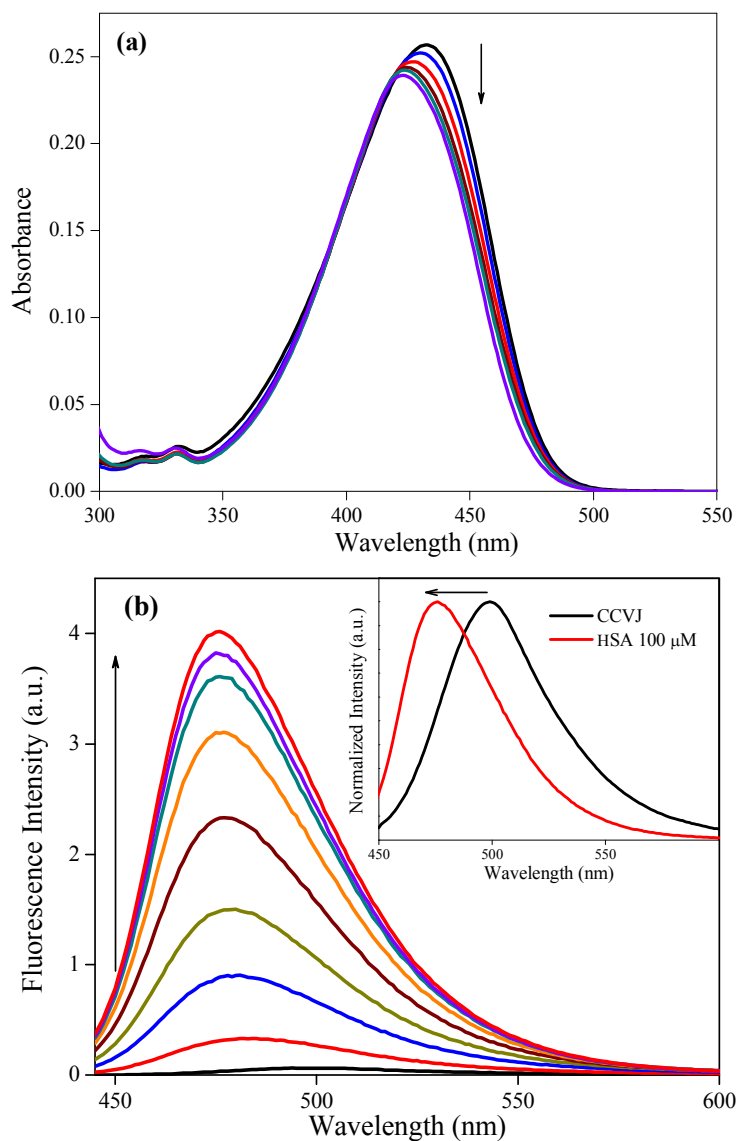 (a)
0.25
0.20
0.15
0.10
0.05
0.00
Absorbance
300 350 400 450 500 550
Wavelength (nm)
(b)
4
3
2
1
0
Fluorescence Intensity (a.u.)
CCVJ
HSA 100 μM
Normalized Intensity (a.u.)
450 500 550
Wavelength (nm)
450 500 550 600
Wavelength (nm)